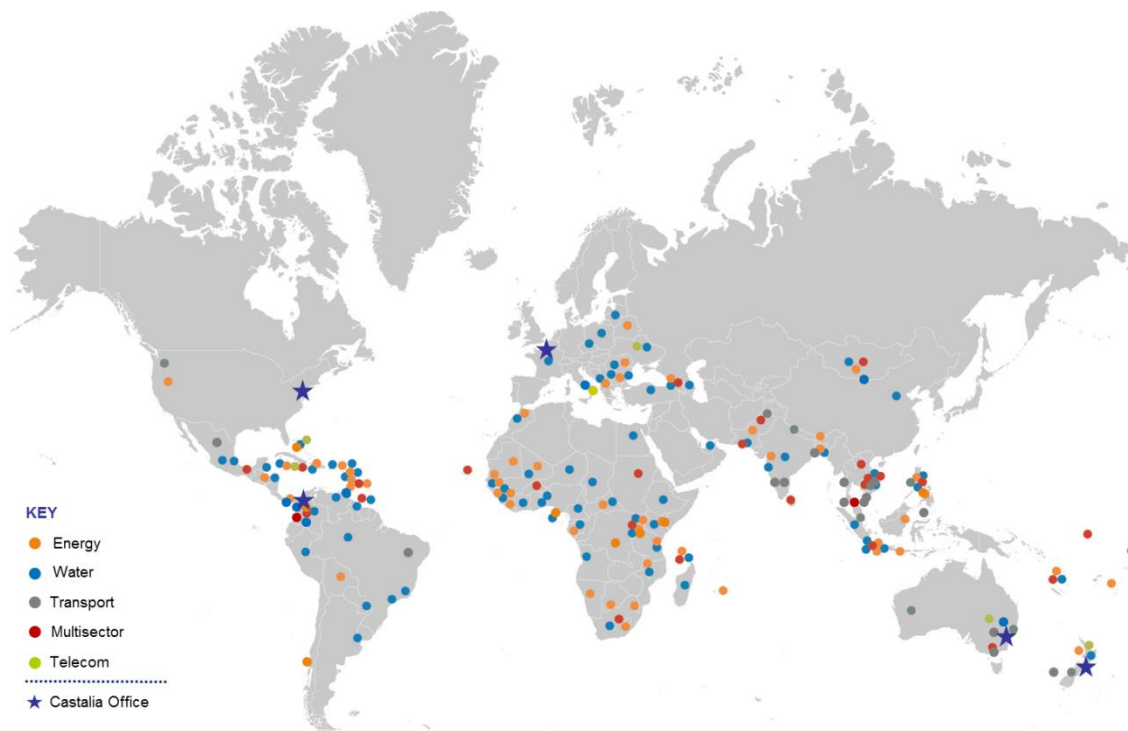 KEY
Energy
Water
Transport
Multisector
Telecom
Castalia Office